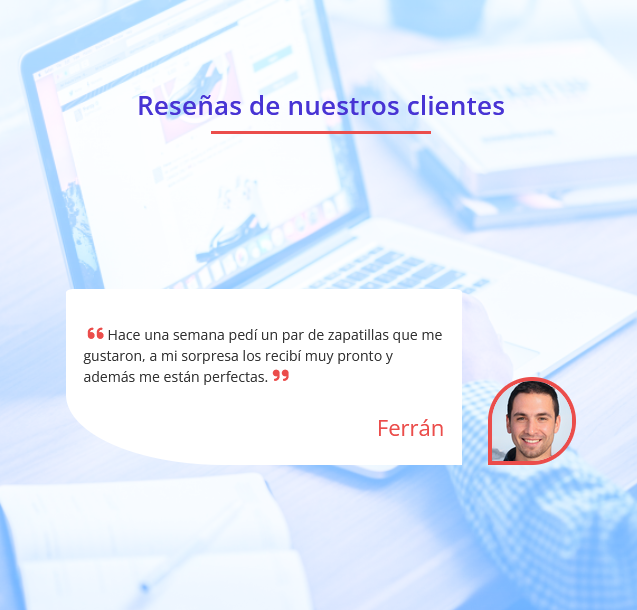 Reseñas de nuestros clientes
❝ Hace una semana pedí un par de zapatillas que me
gustaron, a mi sorpresa los recibí muy pronto y
además me están perfectas. ❞
Ferrán